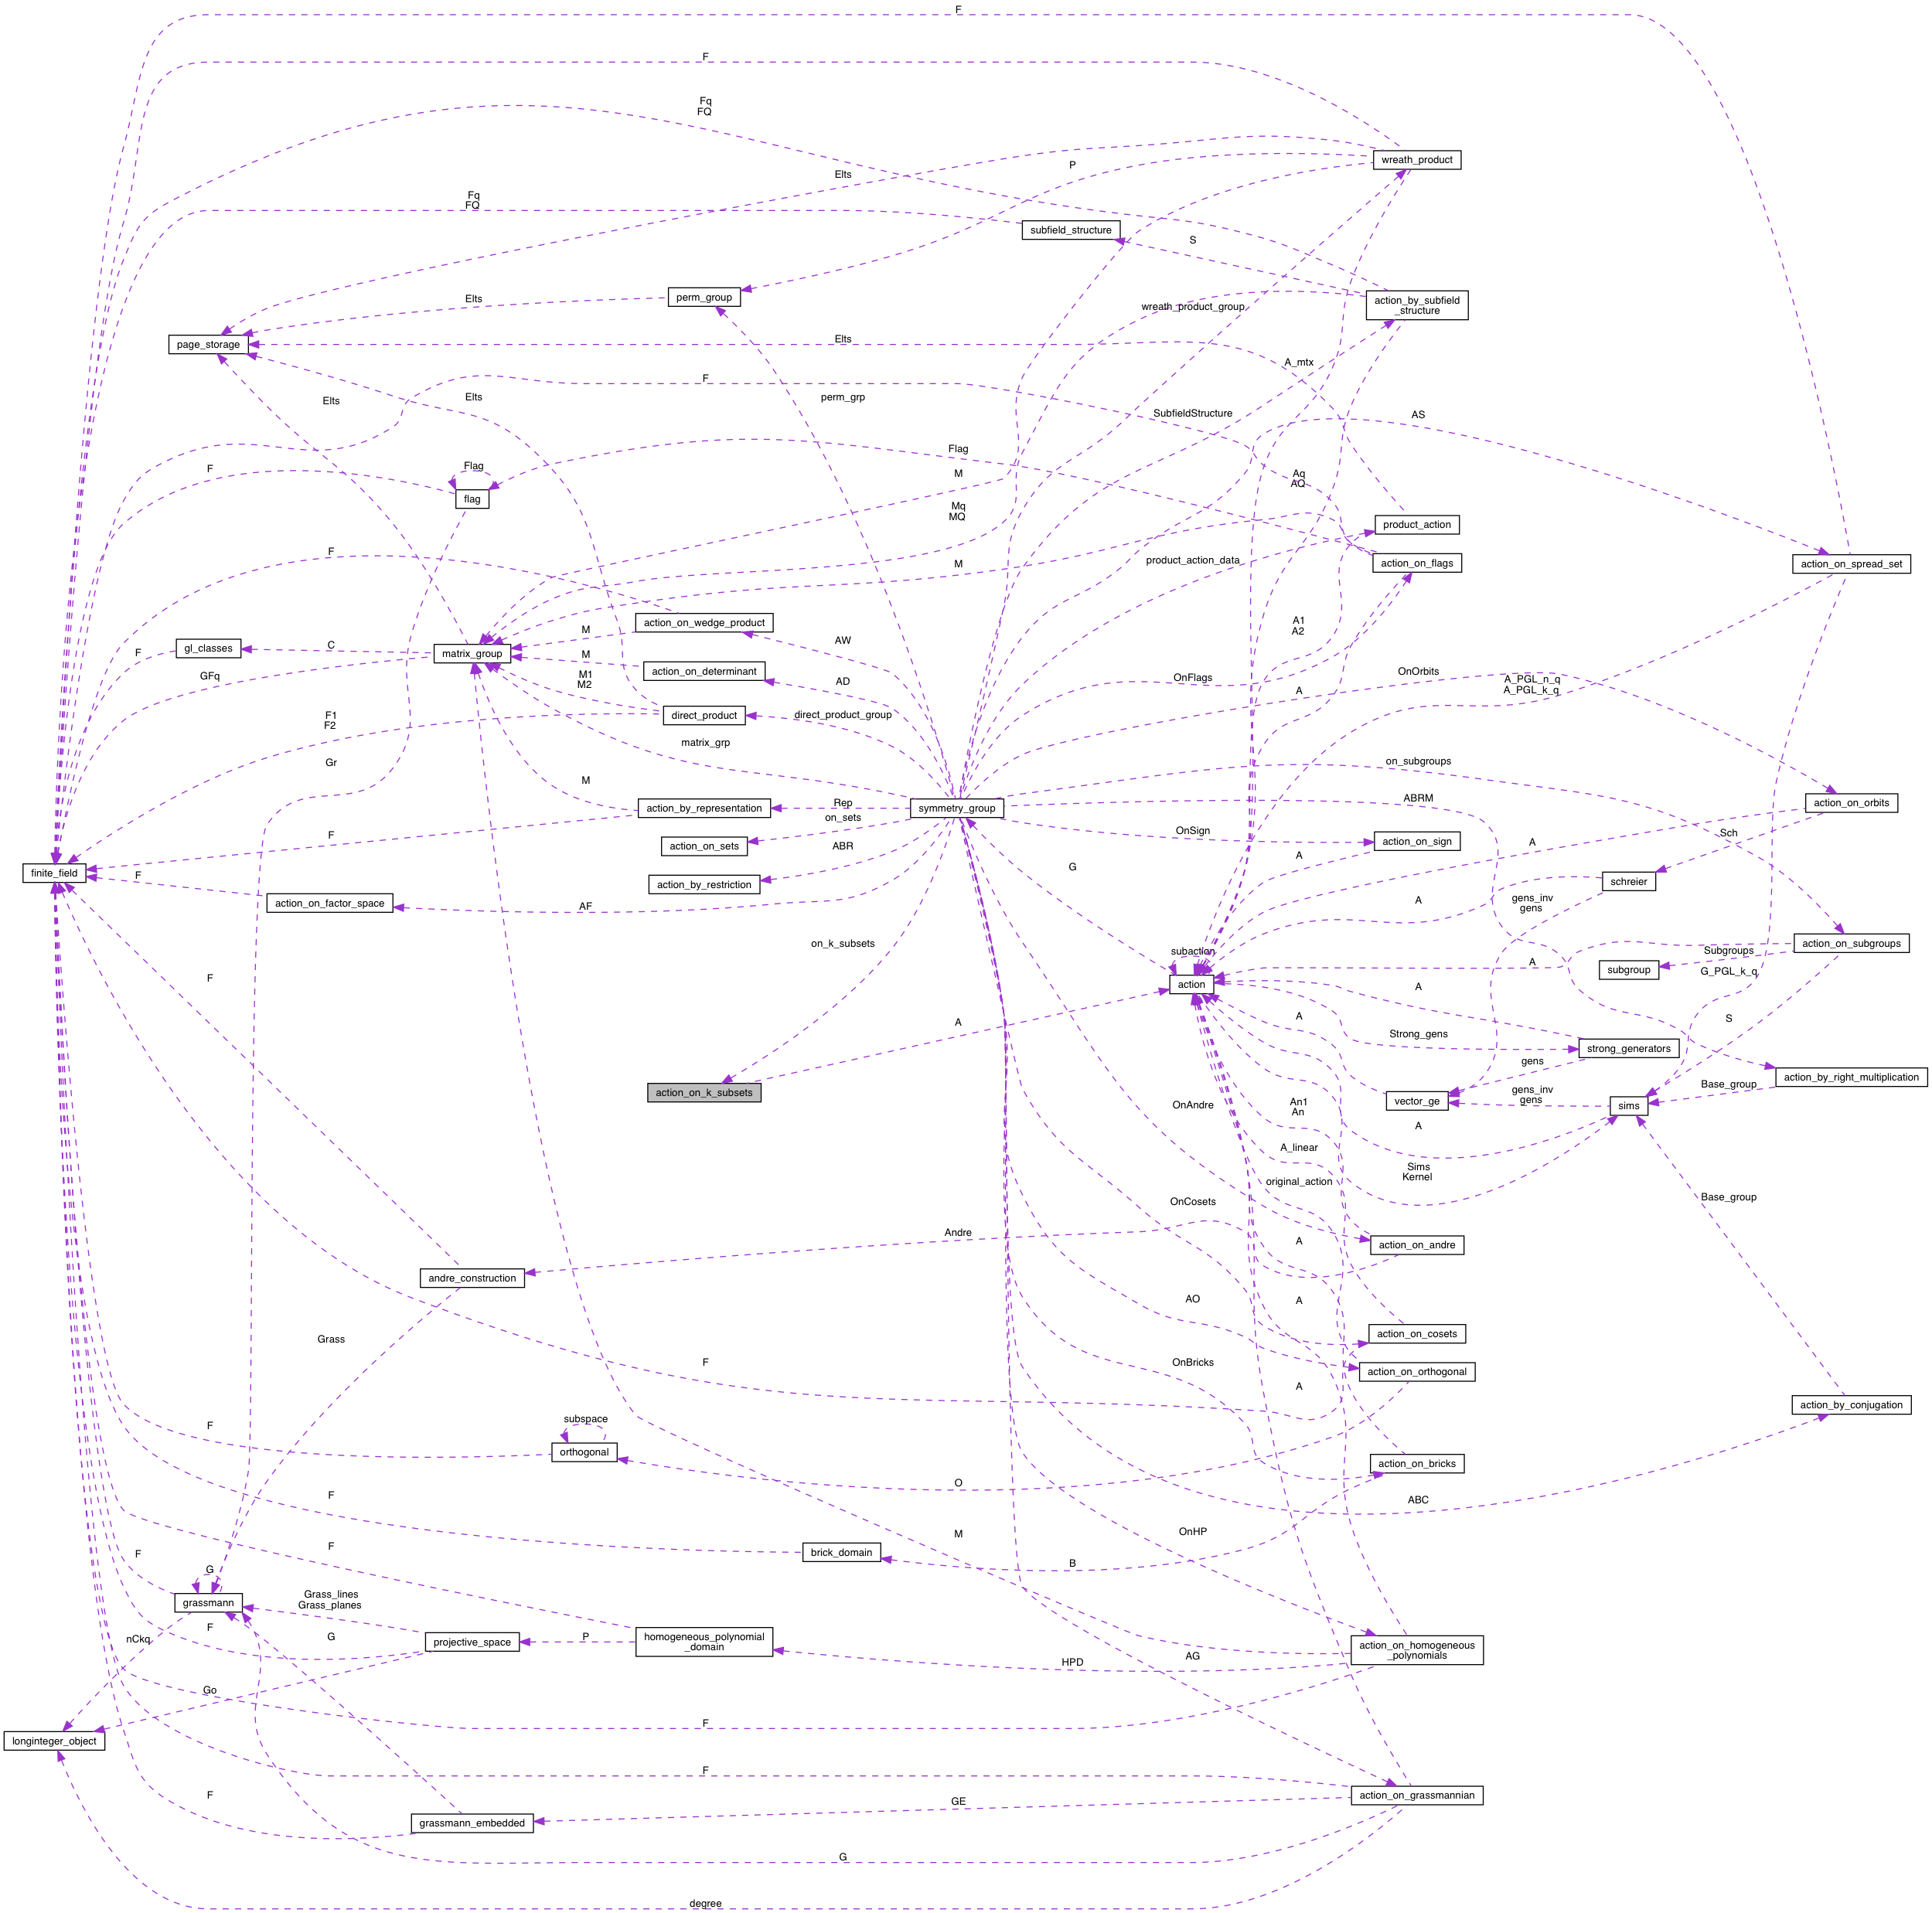 F
F
Fq
FQ
wreath_product
P
Elts
Fq
FQ
subfield_structure
S
perm_group
Elts
action_by_subfield
_structure
wreath_product_group
page_storage
Elts
A_mtx
F
Elts
Elts
perm_grp
SubfieldStructure
AS
Flag
Flag
F
flag
M
Aq
AQ
Mq
MQ
product_action
F
M
product_action_data
action_on_flags
action_on_spread_set
action_on_wedge_product
M
AW
A1
A2
gl_classes
F
C
matrix_group
M
action_on_determinant
GFq
M1
M2
AD
OnFlags
A
OnOrbits
A_PGL_n_q
A_PGL_k_q
F1
F2
direct_product
direct_product_group
matrix_grp
Gr
on_subgroups
M
action_by_representation
Rep
on_sets
symmetry_group
ABRM
action_on_orbits
F
action_on_sets
OnSign
action_on_sign
Sch
ABR
A
A
finite_field
F
action_on_factor_space
action_by_restriction
AF
G
schreier
A
gens_inv
gens
on_k_subsets
action_on_subgroups
subaction
Subgroups
A
subgroup
G_PGL_k_q
F
action
A
A
A
S
Strong_gens
strong_generators
gens
action_on_k_subsets
action_by_right_multiplication
Base_group
vector_ge
gens_inv
gens
sims
OnAndre
An1
An
A
A_linear
Sims
Kernel
original_action
OnCosets
Base_group
Andre
A
action_on_andre
andre_construction
AO
A
Grass
action_on_cosets
F
OnBricks
action_on_orthogonal
A
action_by_conjugation
subspace
F
orthogonal
action_on_bricks
O
ABC
F
M
OnHP
F
F
brick_domain
B
G
grassmann
Grass_lines
Grass_planes
F
nCkq
G
projective_space
P
homogeneous_polynomial
_domain
action_on_homogeneous
_polynomials
HPD
AG
Go
F
longinteger_object
F
F
GE
action_on_grassmannian
grassmann_embedded
G
degree